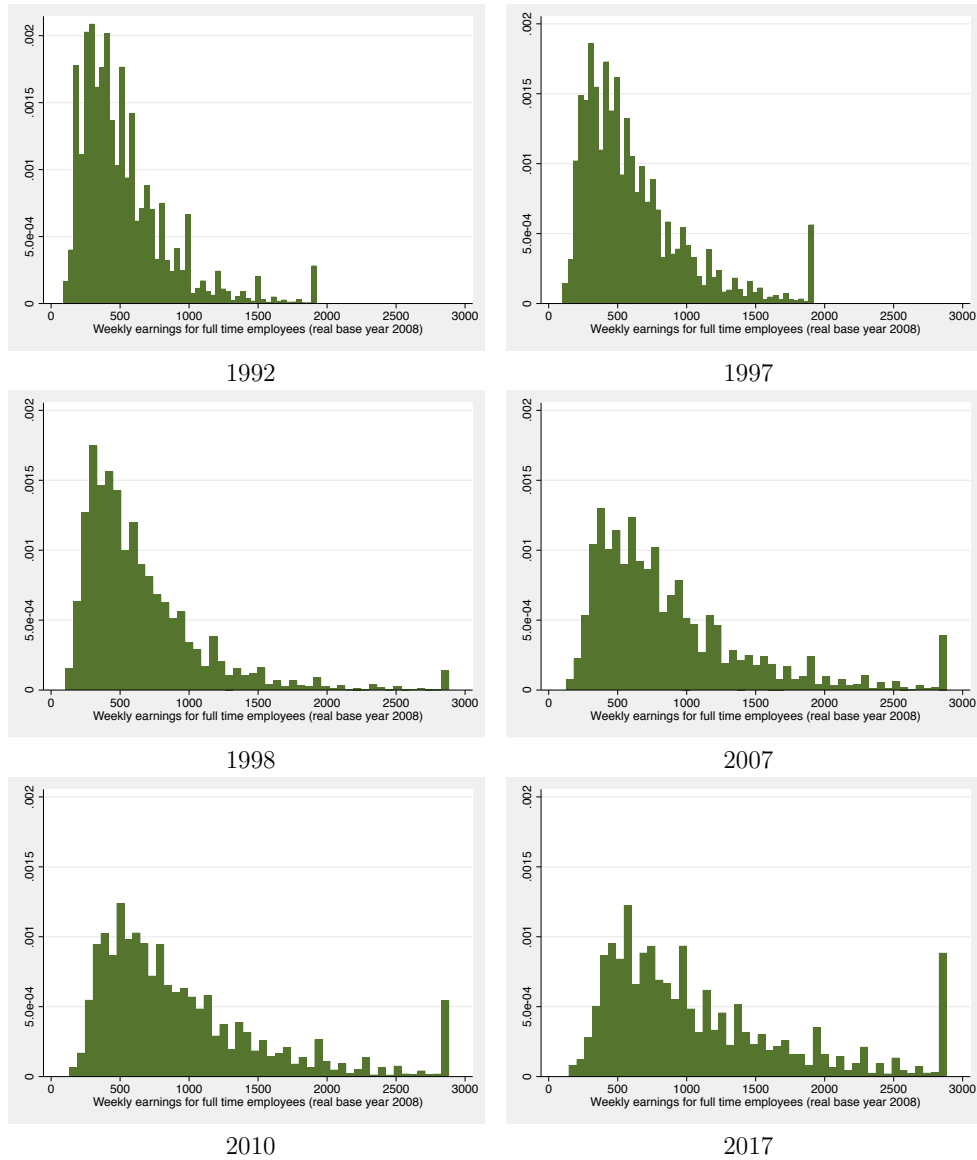 0 5.0e-04 .001 .0015 .002
0 500 1000 1500 2000 2500 3000
Weekly earnings for full time employees (real base year 2008)
1992
0 5.0e-04 .001 .0015 .002
0 500 1000 1500 2000 2500 3000
Weekly earnings for full time employees (real base year 2008)
1997
0 5.0e-04 .001 .0015 .002
0 500 1000 1500 2000 2500 3000
Weekly earnings for full time employees (real base year 2008)
1998
0 5.0e-04 .001 .0015 .002
0 500 1000 1500 2000 2500 3000
Weekly earnings for full time employees (real base year 2008)
2007
0 5.0e-04 .001 .0015 .002
0 500 1000 1500 2000 2500 3000
Weekly earnings for full time employees (real base year 2008)
2010
0 5.0e-04 .001 .0015 .002
0 500 1000 1500 2000 2500 3000
Weekly earnings for full time employees (real base year 2008)
2017